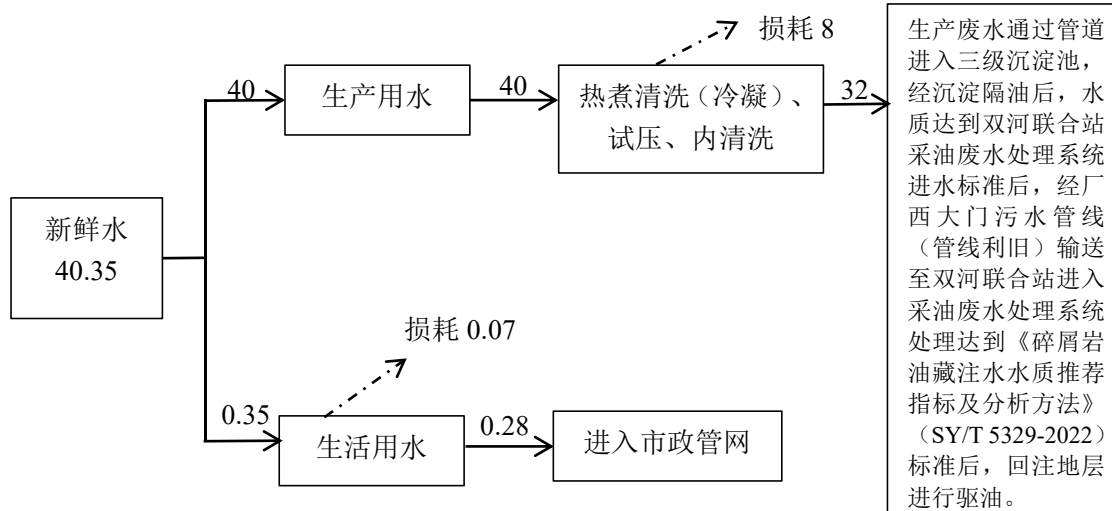 损耗 8
40
生产用水
40
热煮清洗（冷凝）、
试压、内清洗
32
新鲜水
40.35
损耗 0.07
0.35
生活用水
0.28
进入市政管网
生产废水通过管道
进入三级沉淀池，
经沉淀隔油后，水
质达到双河联合站
采油废水处理系统
进水标准后，经厂
西大门污水管线
（管线利旧）输送
至双河联合站进入
采油废水处理系统
处理达到《碎屑岩
油藏注水水质推荐
指标及分析方法》
（SY/T 5329-2022）
标准后，回注地层
进行驱油。